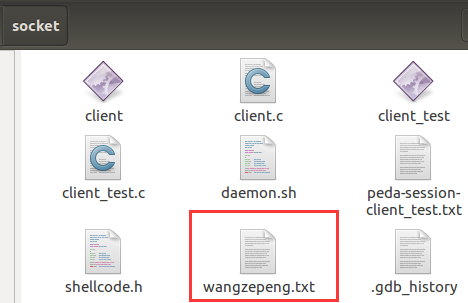 socket
client
client.c
client_test
client_test.c
daemon.sh
peda-session-
client_test.txt
shellcode.h
wangzepeng.txt
.gdb_history